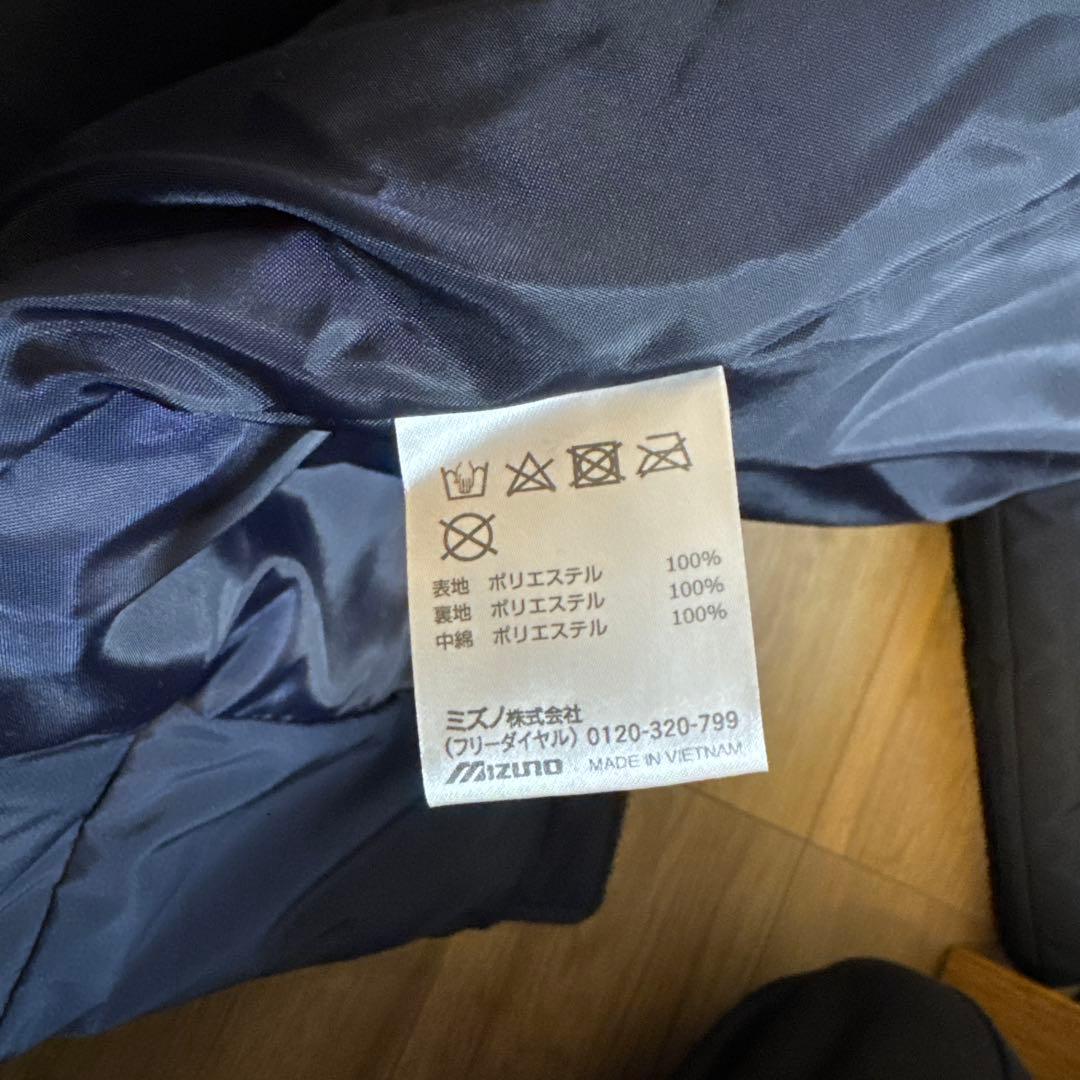 表地 ポリエステル 100%
裏地 ポリエステル 100%
中綿 ポリエステル 100%
ミズノ株式会社
(フリーダイヤル) 0120-320-799
MIZUNO MADE IN VIETNAM